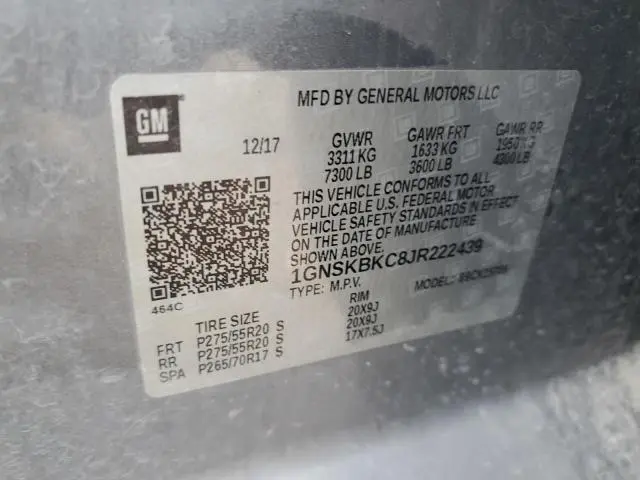 GM
MFD BY GENERAL MOTORS LLC
12/17
GVWR GAWR FRT GAWR RR
3311 KG 1633 KG 1950 KG
7300 LB 3600 LB 4300 LB
THIS VEHICLE CONFORMS TO ALL
APPLICABLE U.S. FEDERAL MOTOR
VEHICLE SAFETY STANDARDS IN EFFECT
ON THE DATE OF MANUFACTURE
SHOWN ABOVE.
1GNSKBKC8JR222439
TYPE: M.P.V. MODEL:
464C
TIRE SIZE RIM
FRT P275/55R20 S 20X9J
RR P275/55R20 S 20X9J
SPA P265/70R17 S 17X7.5J